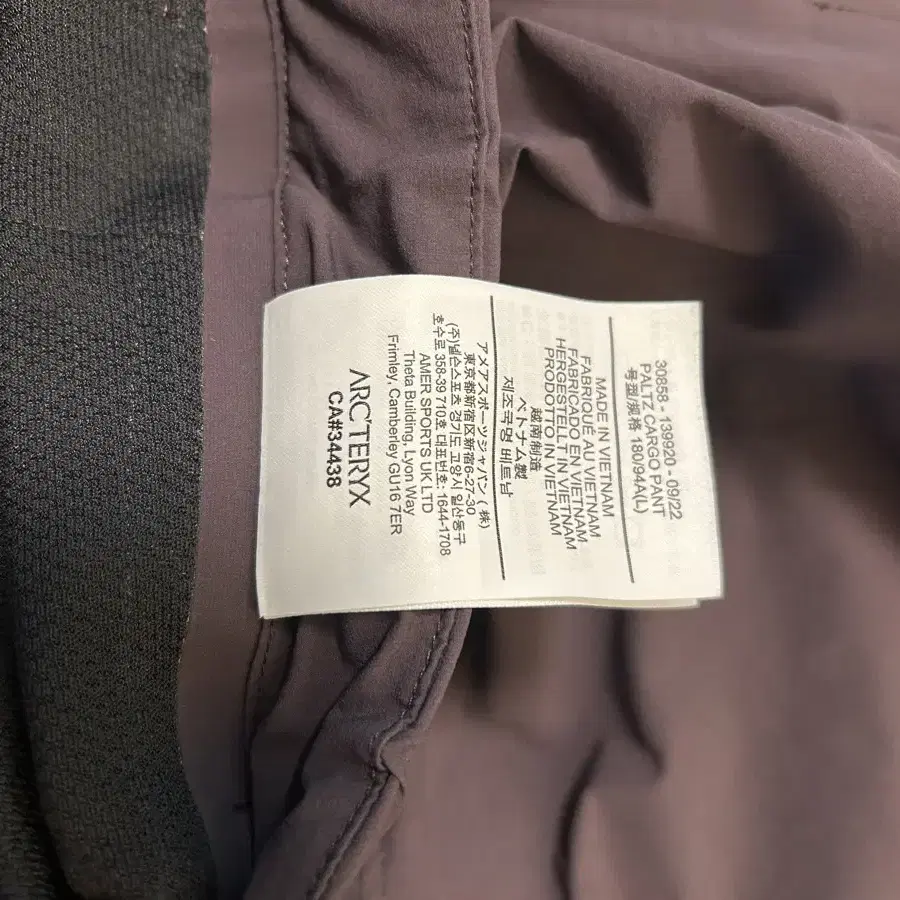 ARC'TERYX
CA#34438
アメアスポーツジャパン (株)
東京都新宿区新宿6-27-30
(주)넬슨스포츠 경기도 고양시 일산동구
호수로 358-39 710호 대표번호: 1644-1708
AMER SPORTS UK LTD
Theta Building, Lyon Way
Frimley, Camberley GU16 7ER
MADE IN VIETNAM
FABRIQUÉ AU VIETNAM
FABRICADO EN VIETNAM
HERGESTELLT IN VIETNAM
PRODOTTO IN VIETNAM
越南制造
ベトナム製
제조국명 베트남
30858 - 139920 - 09/22
PALTZ CARGO PANT
号型/规格 180/94A(L)